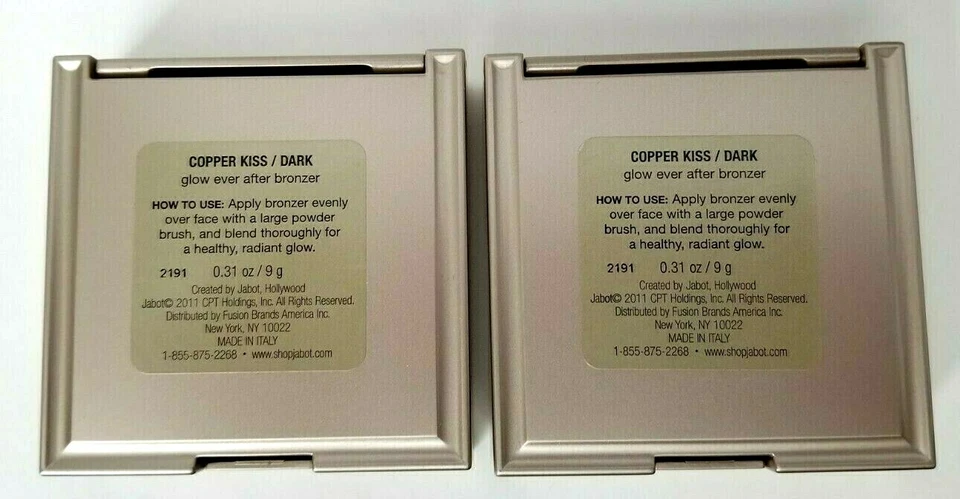 COPPER KISS / DARK
glow ever after bronzer
HOW TO USE: Apply bronzer evenly
over face with a large powder
brush, and blend thoroughly for
a healthy, radiant glow.
2191 0.31 oz / 9 g
Created by Jabot, Hollywood
Jabot© 2011 CPT Holdings, Inc. All Rights Reserved.
Distributed by Fusion Brands America Inc.
New York, NY 10022
MADE IN ITALY
1-855-875-2268 • www.shopjabot.com
COPPER KISS / DARK
glow ever after bronzer
HOW TO USE: Apply bronzer evenly
over face with a large powder
brush, and blend thoroughly for
a healthy, radiant glow.
2191 0.31 oz / 9 g
Created by Jabot, Hollywood
Jabot© 2011 CPT Holdings, Inc. All Rights Reserved.
Distributed by Fusion Brands America Inc.
New York, NY 10022
MADE IN ITALY
1-855-875-2268 • www.shopjabot.com